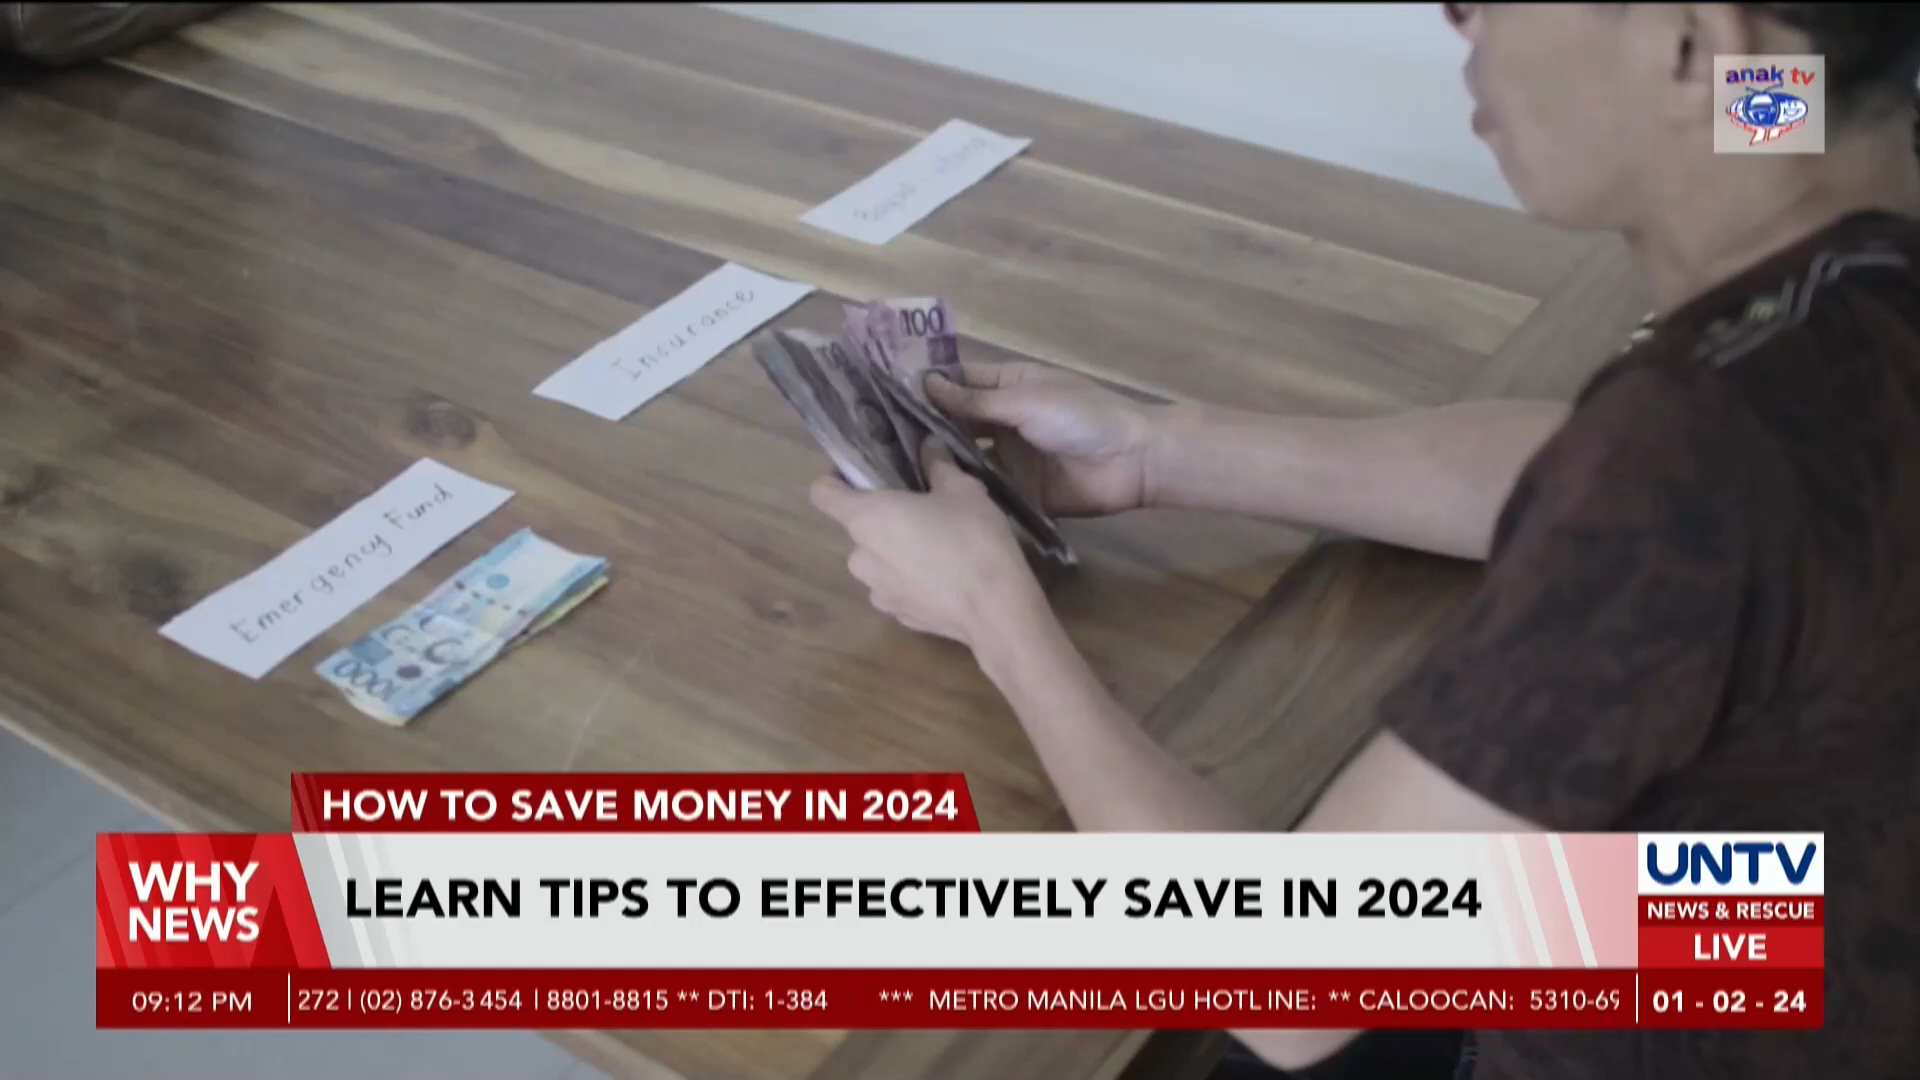 anak tv
Insurance
100
Emergency Fund
1000
HOW TO SAVE MONEY IN 2024
WHY
NEWS
LEARN TIPS TO EFFECTIVELY SAVE IN 2024
UNTV
NEWS & RESCUE
LIVE
09:12 PM
272 | (02) 876-3454 | 8801-8815 ** DTI: 1-384 *** METRO MANILA LGU HOTLINE: ** CALOOCAN: 5310-69
01 - 02 - 24